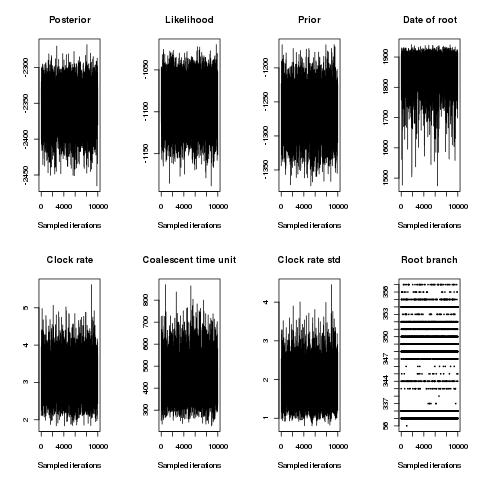 Posterior
Likelihood
Prior
Date of root
-2300
-2350
-2400
-2450
-1050
-1100
-1150
-1200
-1250
-1300
-1350
1900
1800
1700
1600
1500
0 4000 10000
0 4000 10000
0 4000 10000
0 4000 10000
Sampled iterations
Sampled iterations
Sampled iterations
Sampled iterations
Clock rate
Coalescent time unit
Clock rate std
Root branch
5
4
3
2
800
700
600
500
400
300
4
3
2
1
356
353
350
347
344
337
56
0 4000 10000
0 4000 10000
0 4000 10000
0 4000 10000
Sampled iterations
Sampled iterations
Sampled iterations
Sampled iterations